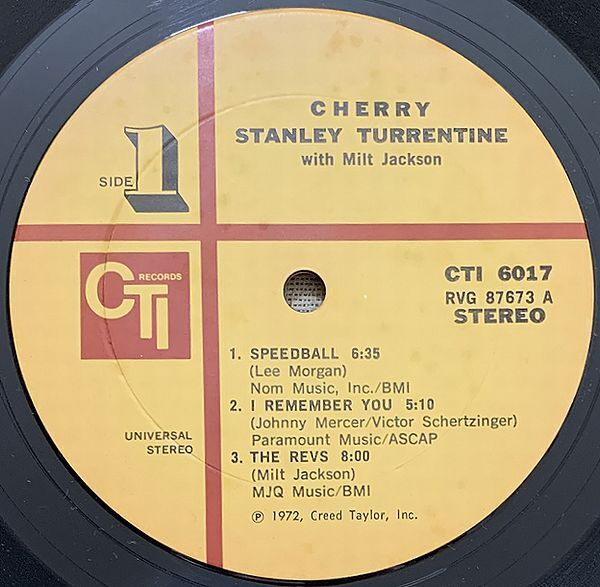 CHERRY
STANLEY TURRENTINE
with Milt Jackson
SIDE 1
CTI RECORDS
CTI 6017
RVG 87673 A
STEREO
1. SPEEDBALL 6:35
(Lee Morgan)
Nom Music, Inc./BMI
2. I REMEMBER YOU 5:10
(Johnny Mercer/Victor Schertzinger)
Paramount Music/ASCAP
3. THE REVS 8:00
(Milt Jackson)
MJQ Music/BMI
UNIVERSAL
STEREO
℗ 1972, Creed Taylor, Inc.